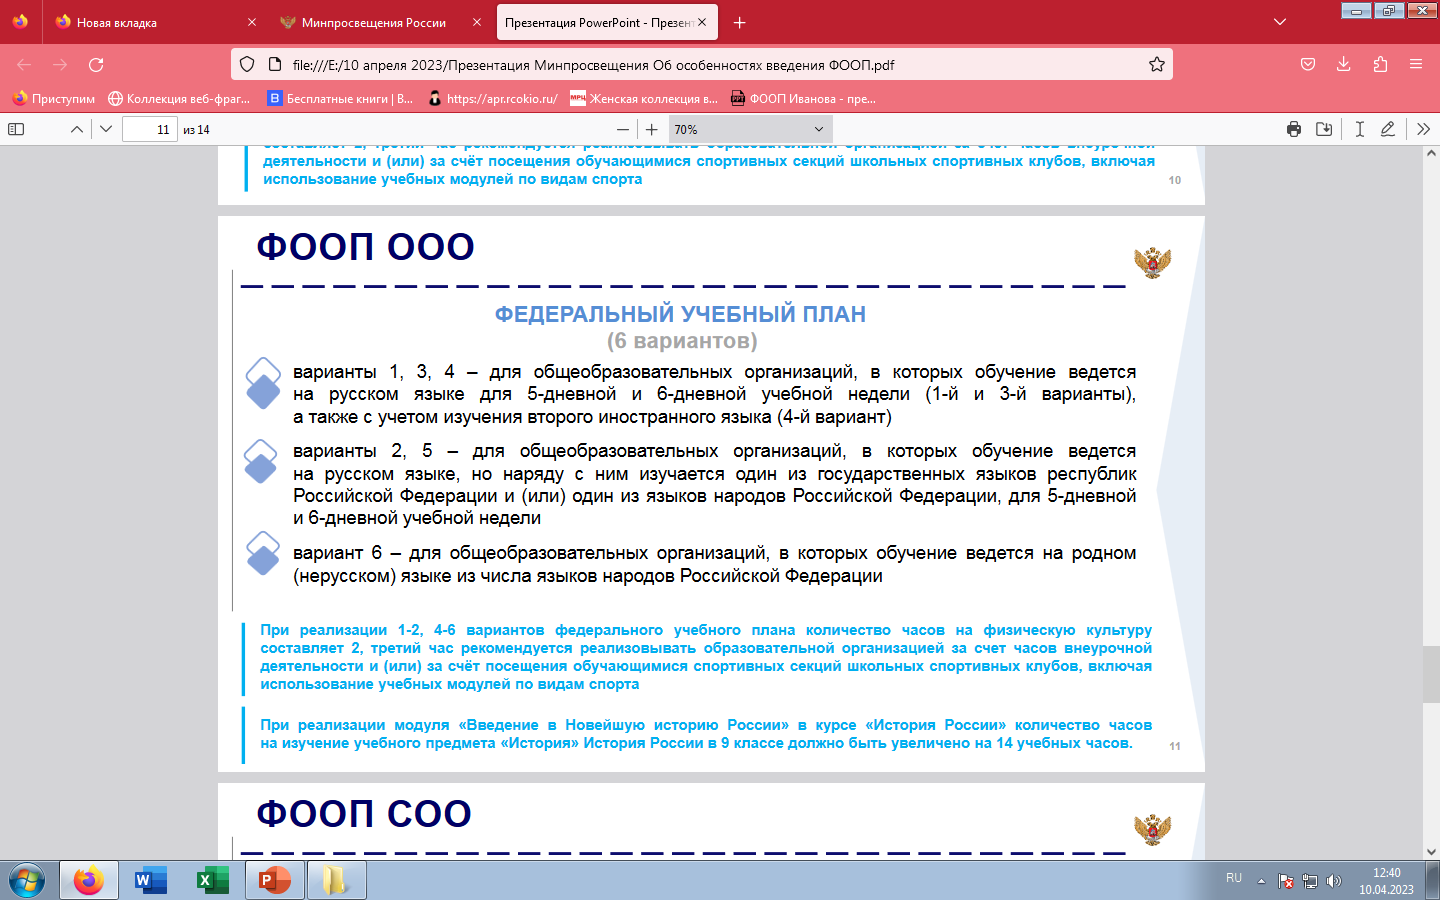 Новая вкладка
Минпросвещения России
Презентация PowerPoint - Презент
file:///E:/10 апреля 2023/Презентация Минпросвещения Об особенностях введения ФООП.pdf
Приступим
Коллекция веб-фраг...
Бесплатные книги | В...
https://apr.rcokio.ru/
Женская коллекция в...
ФООП Иванова - пре...
11 из 14
70%
деятельности и (или) за счёт посещения обучающимися спортивных секций школьных спортивных клубов, включая
использование учебных модулей по видам спорта
10
ФООП ООО
ФЕДЕРАЛЬНЫЙ УЧЕБНЫЙ ПЛАН
(6 вариантов)
варианты 1, 3, 4 – для общеобразовательных организаций, в которых обучение ведется
на русском языке для 5-дневной и 6-дневной учебной недели (1-й и 3-й варианты),
а также с учетом изучения второго иностранного языка (4-й вариант)
варианты 2, 5 – для общеобразовательных организаций, в которых обучение ведется
на русском языке, но наряду с ним изучается один из государственных языков республик
Российской Федерации и (или) один из языков народов Российской Федерации, для 5-дневной
и 6-дневной учебной недели
вариант 6 – для общеобразовательных организаций, в которых обучение ведется на родном
(нерусском) языке из числа языков народов Российской Федерации
При реализации 1-2, 4-6 вариантов федерального учебного плана количество часов на физическую культуру
составляет 2, третий час рекомендуется реализовывать образовательной организацией за счет часов внеурочной
деятельности и (или) за счёт посещения обучающимися спортивных секций школьных спортивных клубов, включая
использование учебных модулей по видам спорта
При реализации модуля «Введение в Новейшую историю России» в курсе «История России» количество часов
на изучение учебного предмета «История» История России в 9 классе должно быть увеличено на 14 учебных часов.
11
ФООП СОО
RU
12:40
10.04.2023